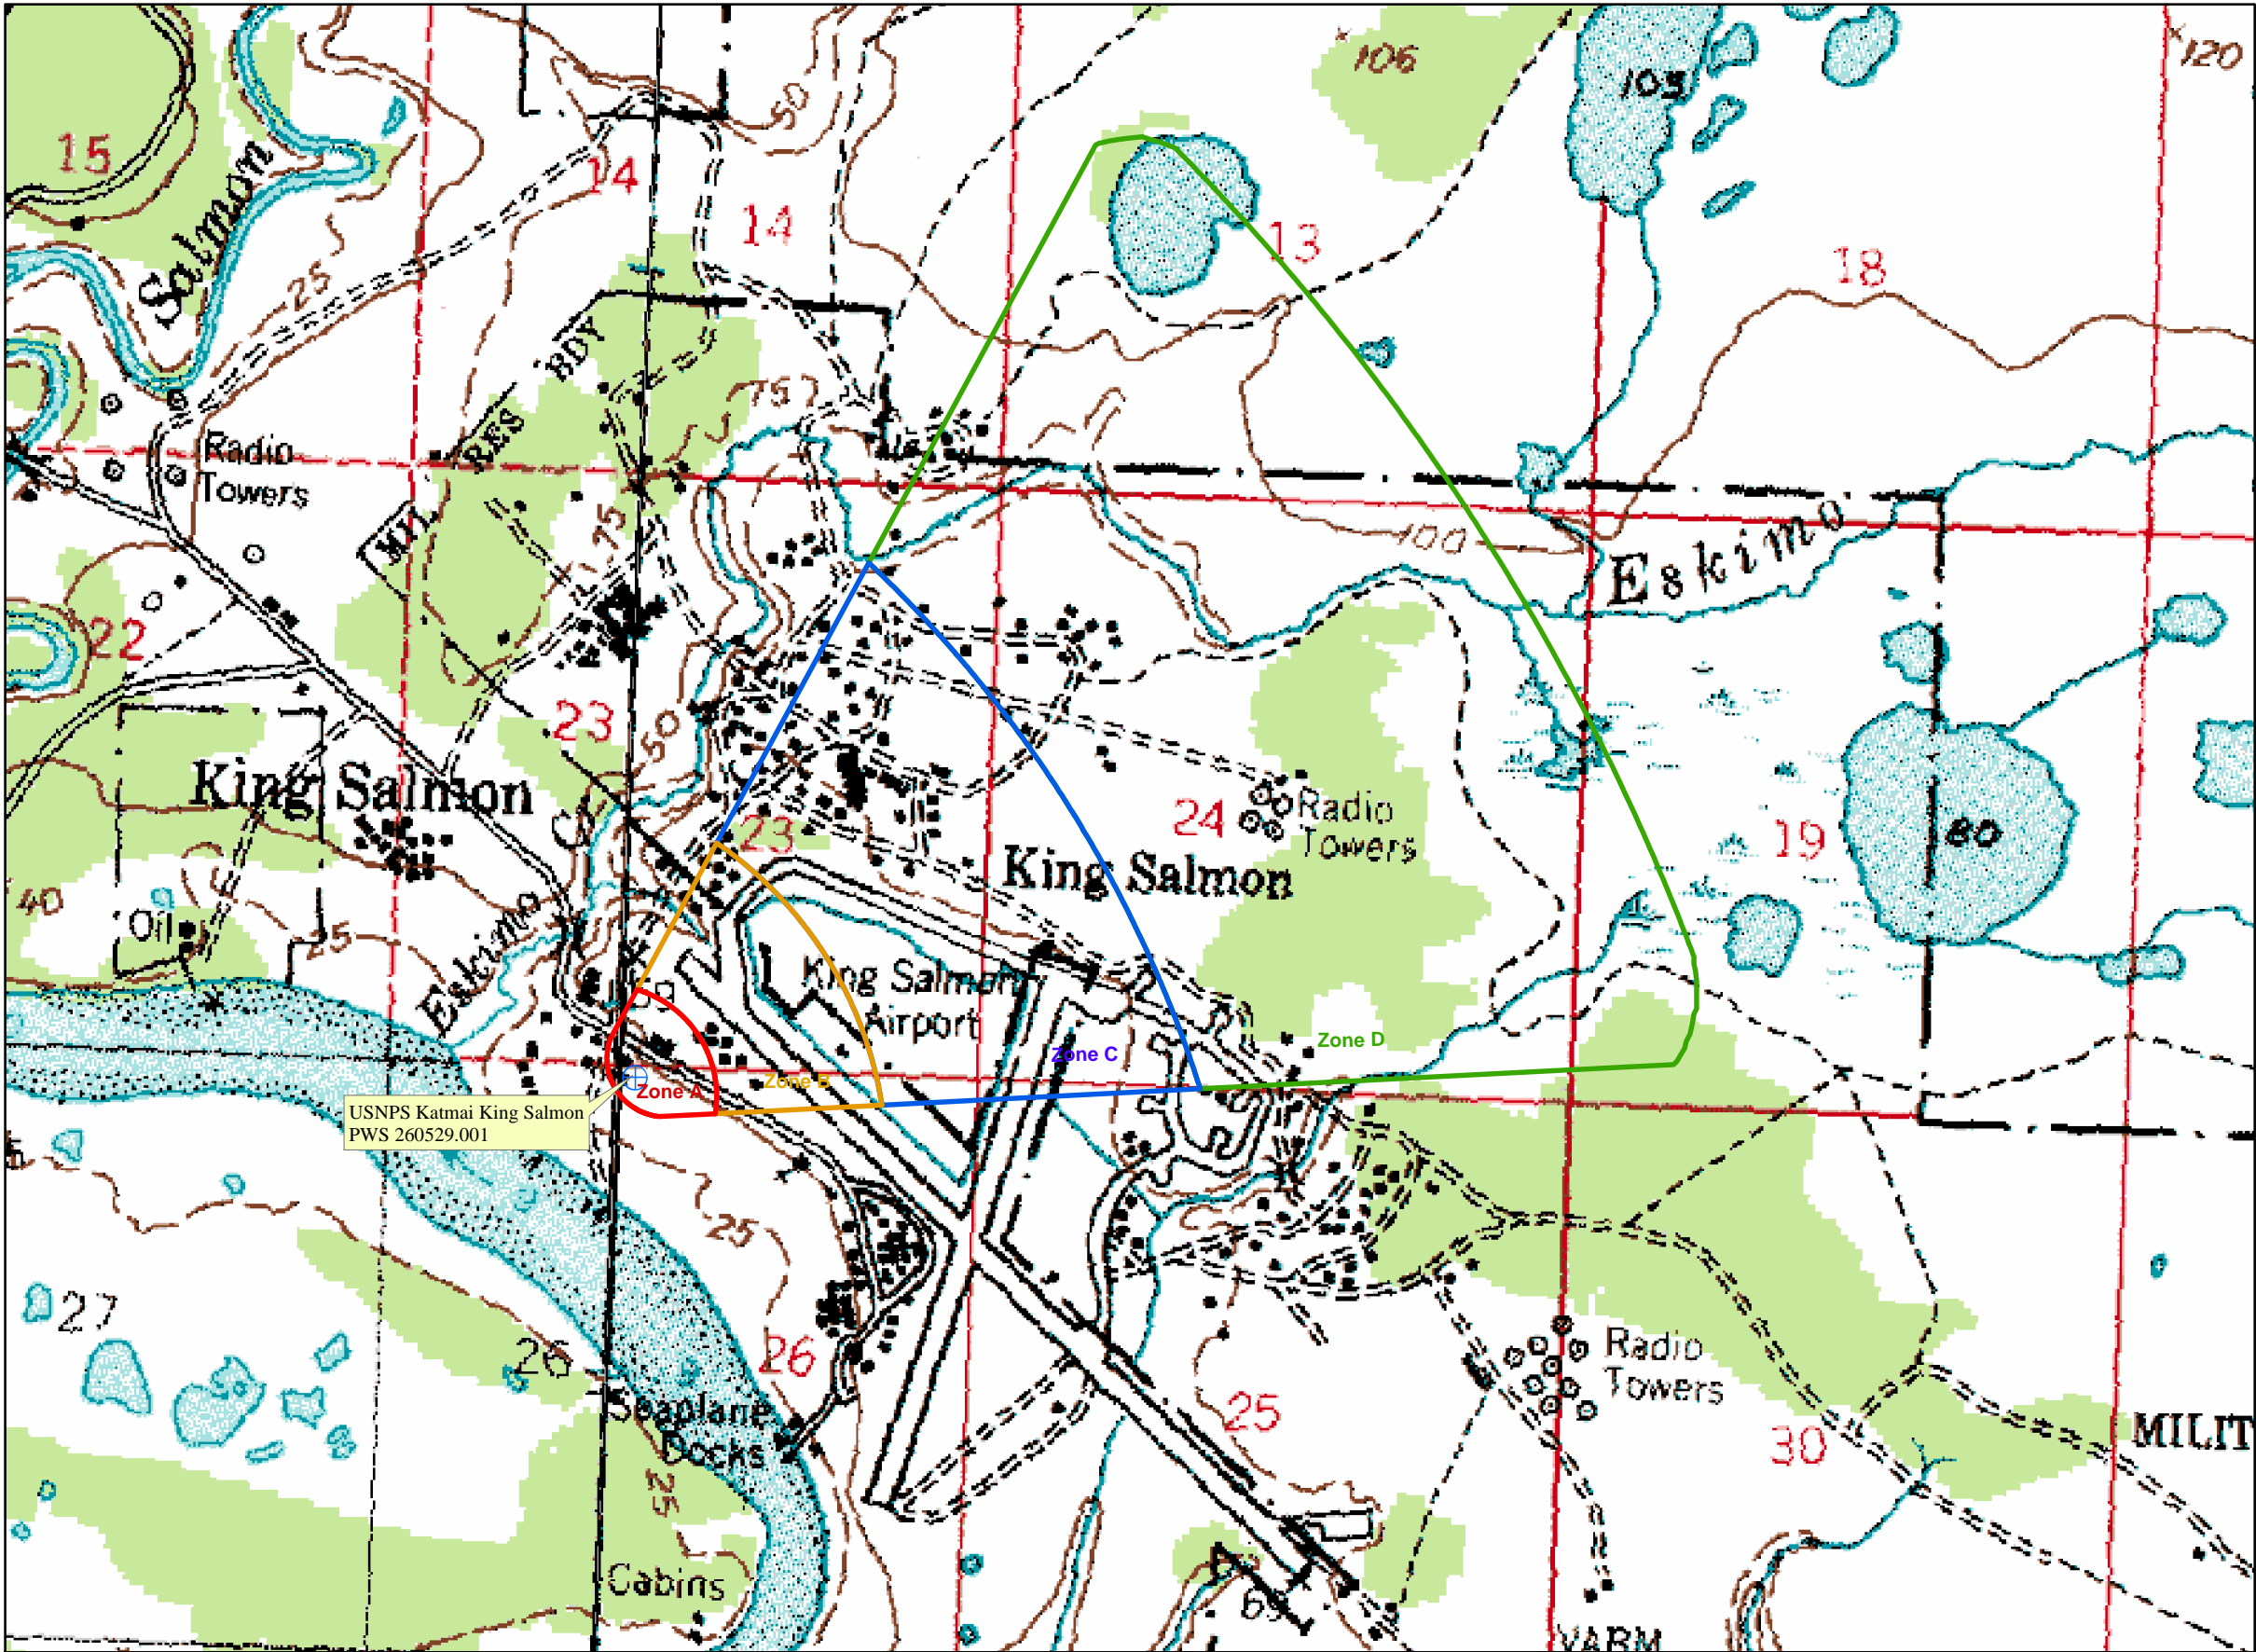 106
120
103
50
15
14
14
13
18
Salmon
25
BDY
RES
MIL
75
75
Radio
Towers
100
Eskimo
22
23
50
King Salmon
Cr
24
Radio
Towers
19
80
23
King Salmon
40
Oil
25
Eskimo
King Salmon
Airport
Zone D
Zone C
Zone B
Zone A
USNPS Katmai King Salmon
PWS 260529.001
25
27
26
26
25
Radio
Towers
30
MILIT
Seaplane
Docks
25
Cabins